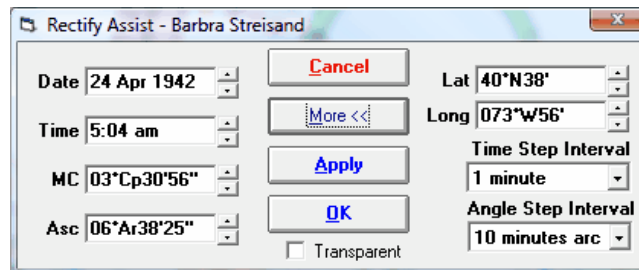 Rectify Assist - Barbra Streisand
Date 24 Apr 1942
Time 5:04 am
MC 03*Cp30'56"
Asc 06*Ar38'25"
Cancel
More <<
Apply
OK
Transparent
Lat 40*N38'
Long 073*W56'
Time Step Interval
1 minute
Angle Step Interval
10 minutes arc